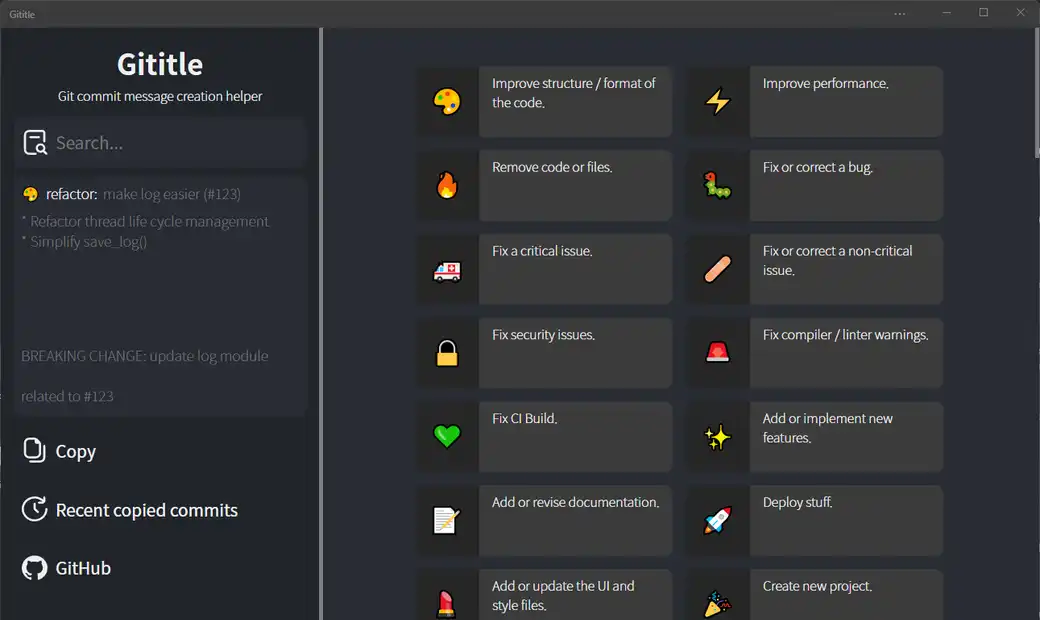 Gititle
Gititle
Git commit message creation helper
Search...
refactor: make log easier (#123)
* Refactor thread life cycle management
* Simplify save_log()
BREAKING CHANGE: update log module
related to #123
Copy
Recent copied commits
GitHub
Improve structure / format of
the code.
Improve performance.
Remove code or files.
Fix or correct a bug.
Fix a critical issue.
Fix or correct a non-critical
issue.
Fix security issues.
Fix compiler / linter warnings.
Fix CI Build.
Add or implement new
features.
Add or revise documentation.
Deploy stuff.
Add or update the UI and
style files.
Create new project.